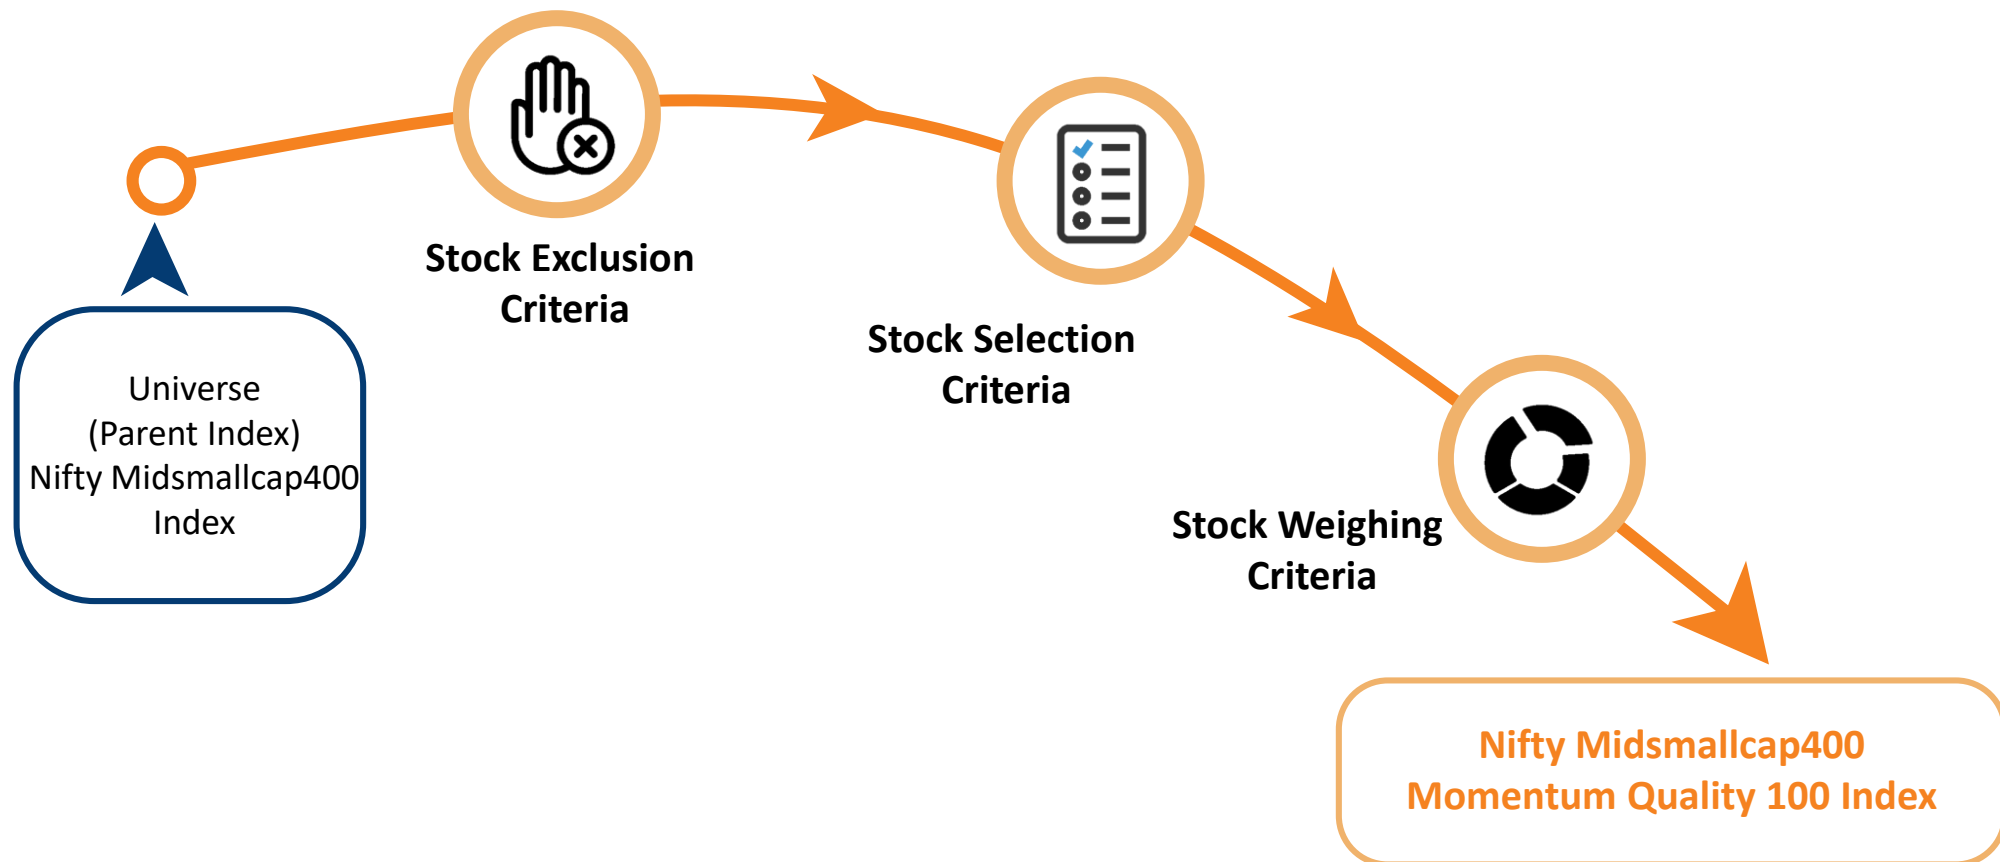 Universe
(Parent Index)
Nifty Midsmallcap400
Index
Stock Exclusion
Criteria
Stock Selection
Criteria
Stock Weighing
Criteria
Nifty Midsmallcap400
Momentum Quality 100 Index